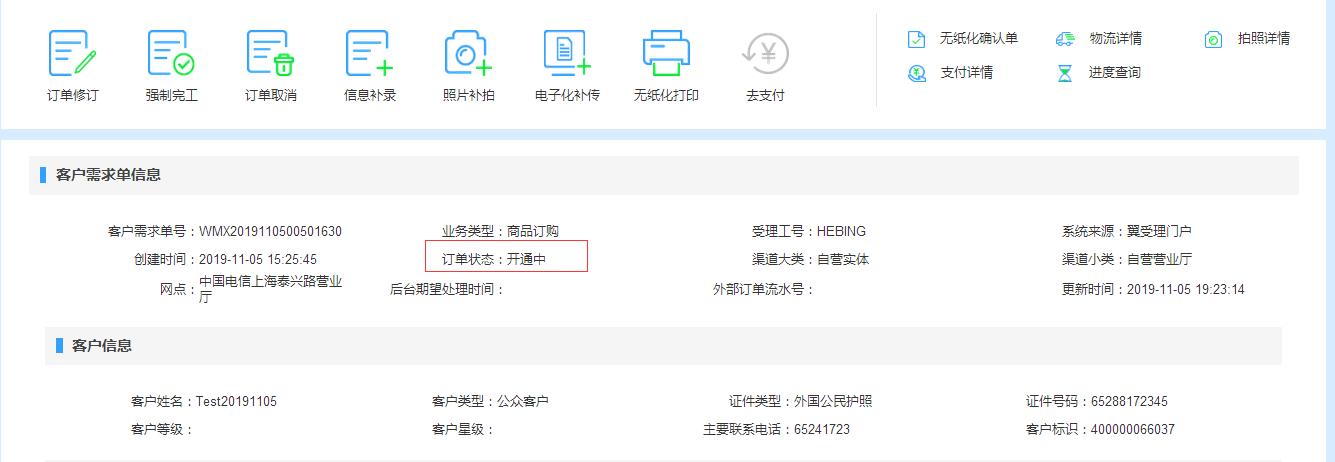 订单修订 强制完工 订单取消 信息补录 照片补拍 电子化补传 无纸化打印 去支付
无纸化确认单 物流详情 拍照详情
支付详情 进度查询
客户需求单信息
客户需求单号：WMX2019110500501630 业务类型：商品订购 受理工号：HEBING 系统来源：翼受理门户
创建时间：2019-11-05 15:25:45 订单状态：开通中 渠道大类：自营实体 渠道小类：自营营业厅
网点：中国电信上海泰兴路营业厅 后台期望处理时间： 外部订单流水号： 更新时间：2019-11-05 19:23:14
客户信息
客户姓名：Test20191105 客户类型：公众客户 证件类型：外国公民护照 证件号码：65288172345
客户等级： 客户星级： 主要联系电话：65241723 客户标识：400000066037